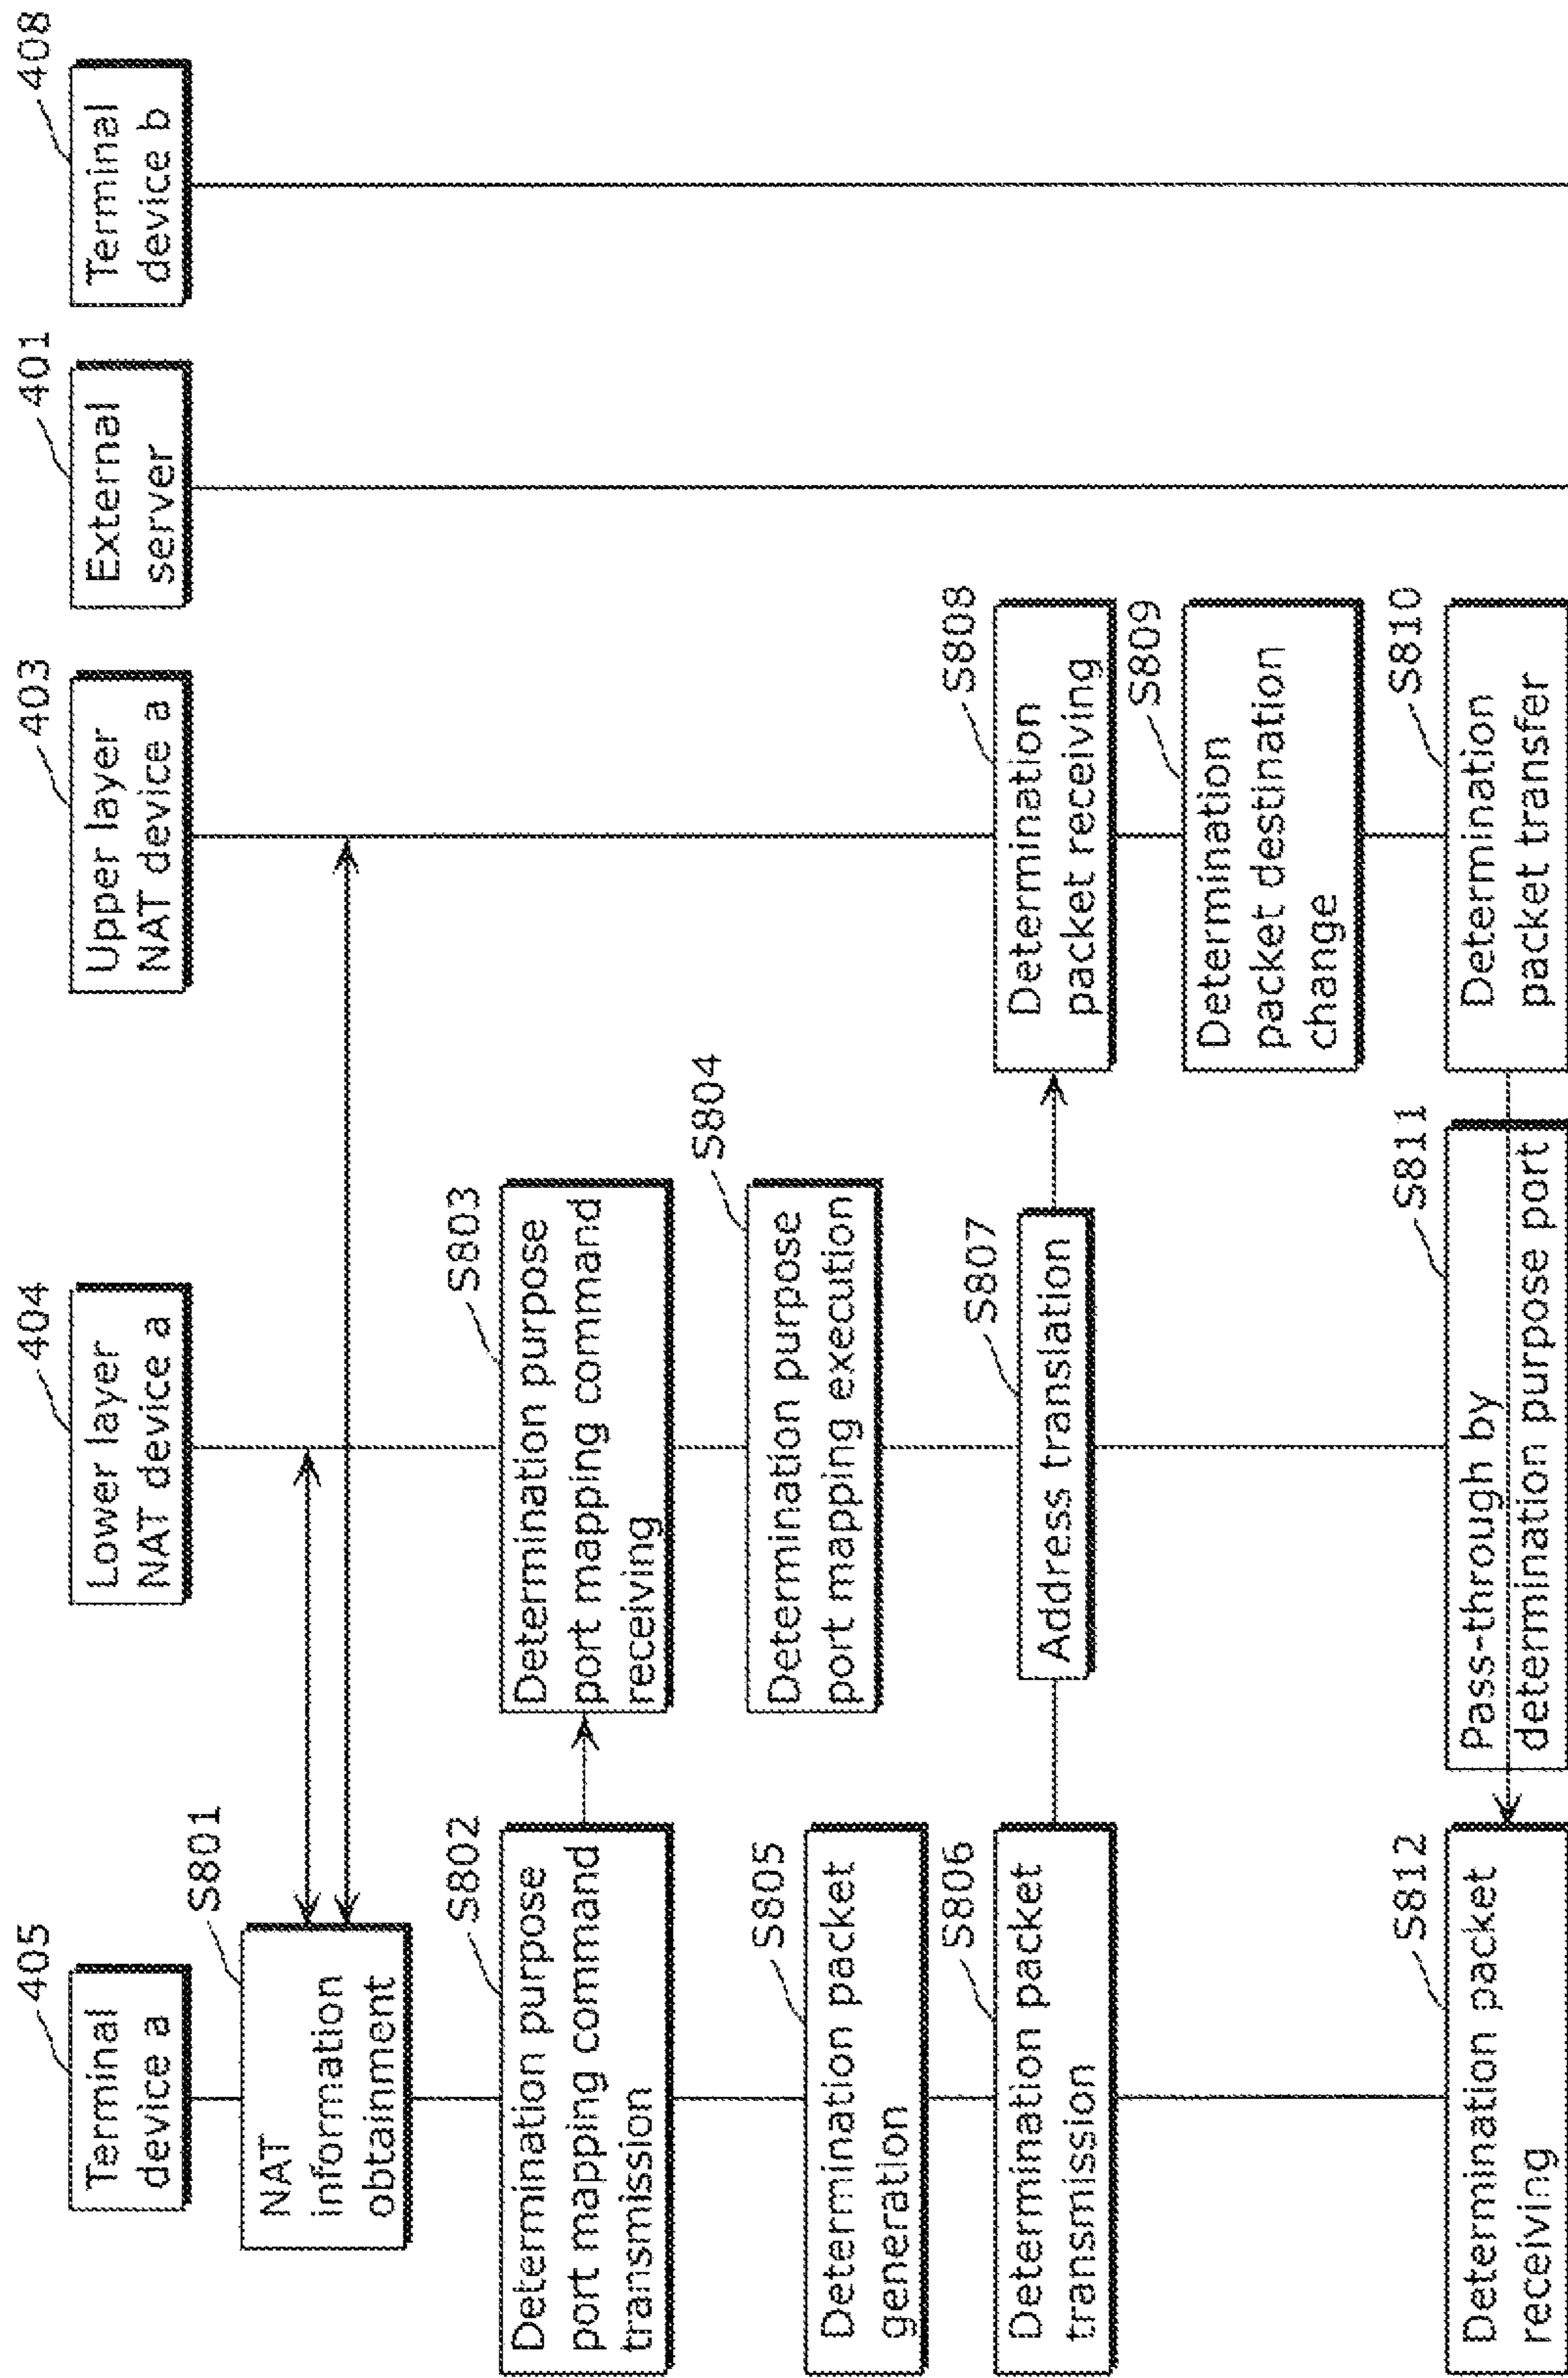 405
Terminal
device a
404
Lower layer
NAT device a
403
Upper layer
NAT device a
401
External
server
408
Terminal
device b
S801
NAT
information
obtainment
S802
Determination purpose
port mapping command
transmission
S803
Determination purpose
port mapping command
receiving
S804
Determination purpose
port mapping execution
S805
Determination packet
generation
S806
Determination packet
transmission
S807
Address translation
S808
Determination
packet receiving
S809
Determination
packet destination
change
S810
Determination
packet transfer
S811
Pass-through by
determination purpose port
S812
Determination packet
receiving